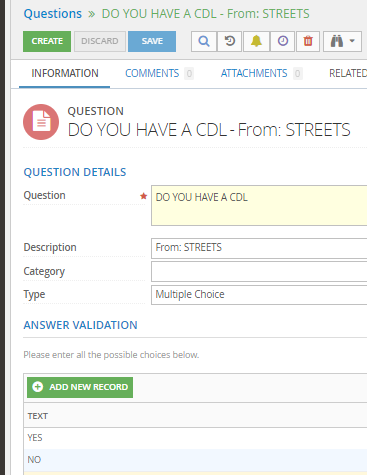 Questions » DO YOU HAVE A CDL - From: STREETS
CREATE DISCARD SAVE
INFORMATION COMMENTS 0 ATTACHMENTS 0 RELATED
QUESTION
DO YOU HAVE A CDL - From: STREETS
QUESTION DETAILS
Question * DO YOU HAVE A CDL
Description From: STREETS
Category
Type Multiple Choice
ANSWER VALIDATION
Please enter all the possible choices below.
ADD NEW RECORD
TEXT
YES
NO